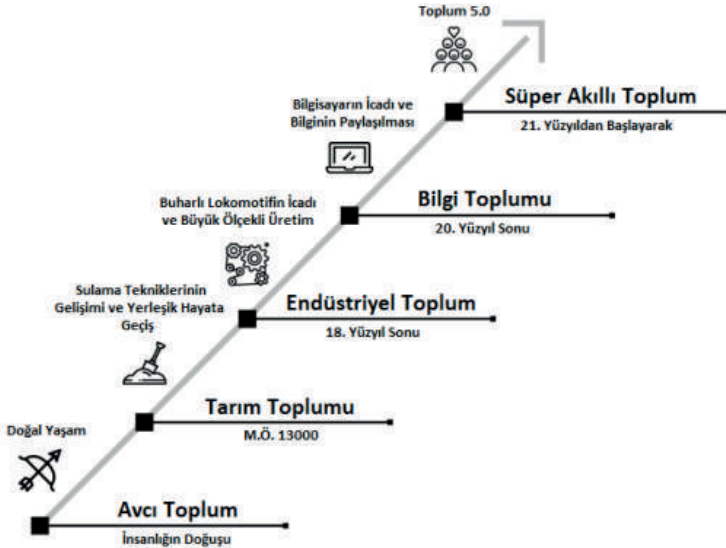 Toplum 5.0
Süper Akıllı Toplum
21. Yüzyıldan Başlayarak
Bilgisayarın İcadı ve
Bilginin Paylaşılması
Bilgi Toplumu
20. Yüzyıl Sonu
Buharlı Lokomotifin İcadı
ve Büyük Ölçekli Üretim
Endüstriyel Toplum
18. Yüzyıl Sonu
Sulama Tekniklerinin
Gelişimi ve Yerleşik Hayata
Geçiş
Tarım Toplumu
M.Ö. 13000
Doğal Yaşam
Avcı Toplum
İnsanlığın Doğuşu